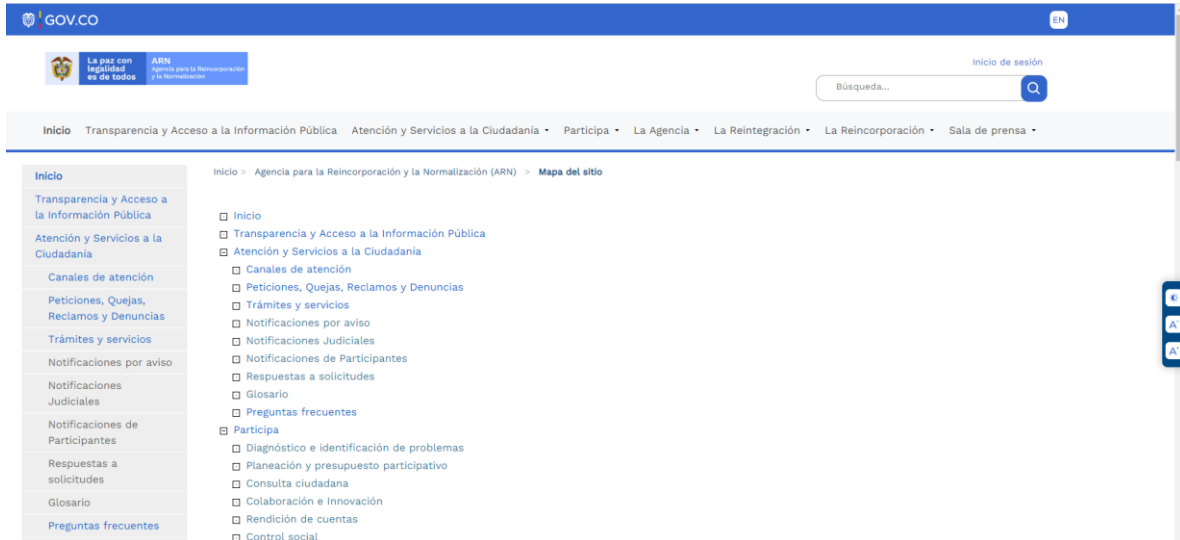 GOV.CO
EN
La paz con
legalidad
es de todos
ARN
Agencia para la Reincorporación
y la Normalización
Inicio de sesión
Búsqueda...
Inicio Transparencia y Acceso a la Información Pública Atención y Servicios a la Ciudadanía Participa La Agencia La Reintegración La Reincorporación Sala de prensa
Inicio
Transparencia y Acceso a
la Información Pública
Atención y Servicios a la
Ciudadanía
Canales de atención
Peticiones, Quejas,
Reclamos y Denuncias
Trámites y servicios
Notificaciones por aviso
Notificaciones
Judiciales
Notificaciones de
Participantes
Respuestas a
solicitudes
Glosario
Preguntas frecuentes
Inicio > Agencia para la Reincorporación y la Normalización (ARN) > Mapa del sitio
Inicio
Transparencia y Acceso a la Información Pública
Atención y Servicios a la Ciudadanía
Canales de atención
Peticiones, Quejas, Reclamos y Denuncias
Trámites y servicios
Notificaciones por aviso
Notificaciones Judiciales
Notificaciones de Participantes
Respuestas a solicitudes
Glosario
Preguntas frecuentes
Participa
Diagnóstico e identificación de problemas
Planeación y presupuesto participativo
Consulta ciudadana
Colaboración e Innovación
Rendición de cuentas
Control social
A-
A+